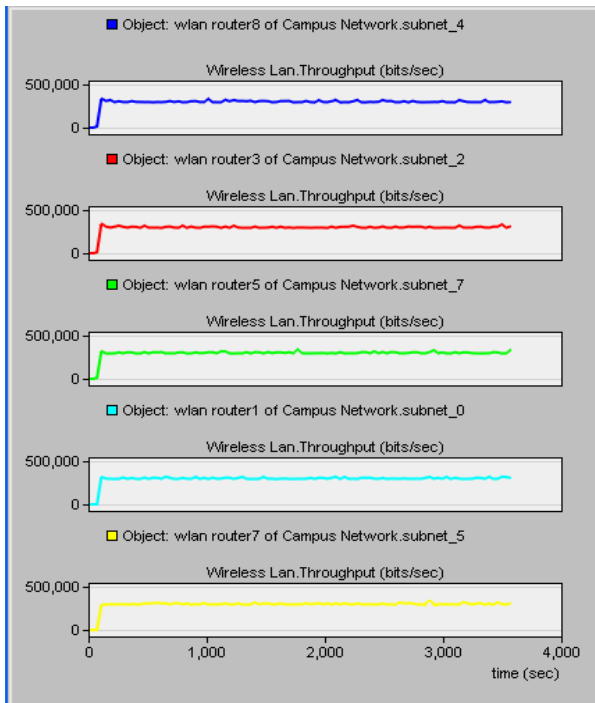 Object: wlan router8 of Campus Network.subnet_4
Wireless Lan.Throughput (bits/sec)
500,000
0
Object: wlan router3 of Campus Network.subnet_2
Wireless Lan.Throughput (bits/sec)
500,000
0
Object: wlan router5 of Campus Network.subnet_7
Wireless Lan.Throughput (bits/sec)
500,000
0
Object: wlan router1 of Campus Network.subnet_0
Wireless Lan.Throughput (bits/sec)
500,000
0
Object: wlan router7 of Campus Network.subnet_5
Wireless Lan.Throughput (bits/sec)
500,000
0
0 1,000 2,000 3,000 4,000
time (sec)